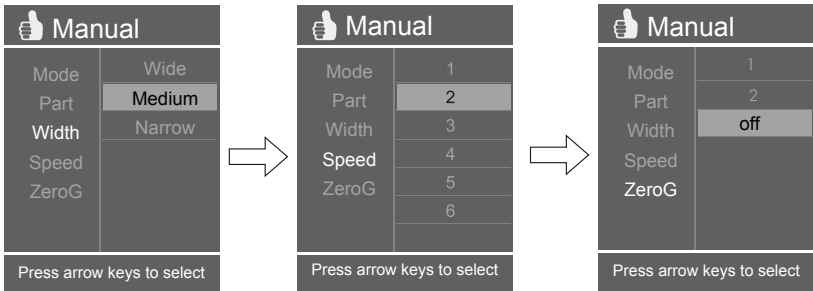 Manual
Mode
Part
Width
Speed
ZeroG
Wide
Medium
Narrow
Press arrow keys to select
Manual
Mode
Part
Width
Speed
ZeroG
1
2
3
4
5
6
Press arrow keys to select
Manual
Mode
Part
Width
Speed
ZeroG
1
2
off
Press arrow keys to select